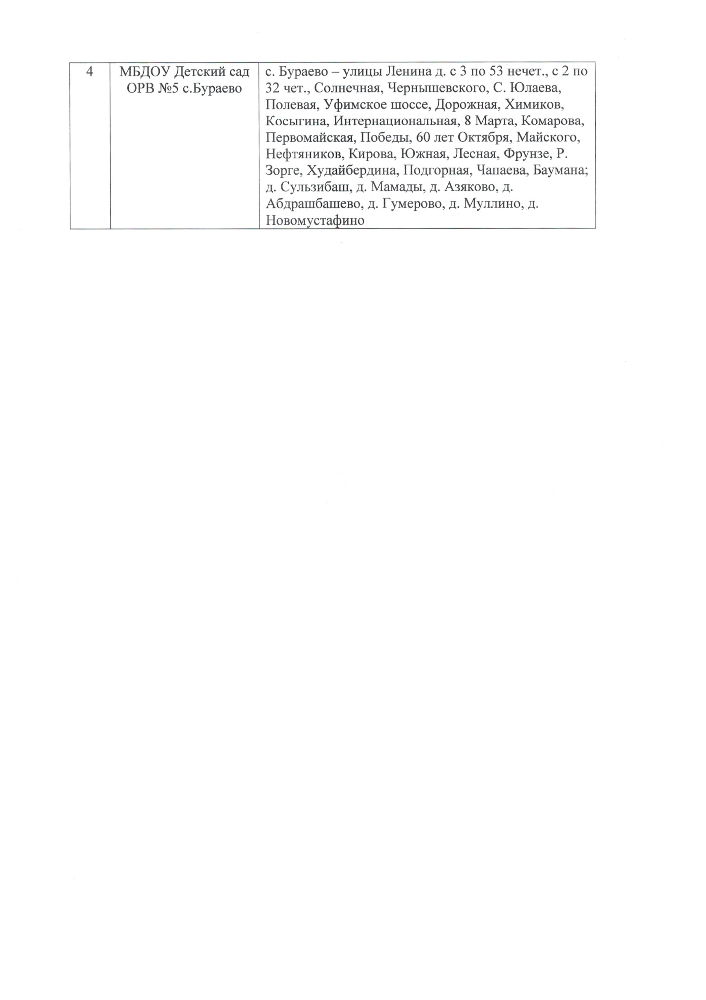 4
МБДОУ Детский сад
ОРВ №5 с.Бураево
с. Бураево – улицы Ленина д. с 3 по 53 нечет., с 2 по
32 чет., Солнечная, Чернышевского, С. Юлаева,
Полевая, Уфимское шоссе, Дорожная, Химиков,
Косыгина, Интернациональная, 8 Марта, Комарова,
Первомайская, Победы, 60 лет Октября, Майского,
Нефтяников, Кирова, Южная, Лесная, Фрунзе, Р.
Зорге, Худайбердина, Подгорная, Чапаева, Баумана;
д. Сульзибаш, д. Мамады, д. Азяково, д.
Абдрашбашево, д. Гумерово, д. Муллино, д.
Новомустафино